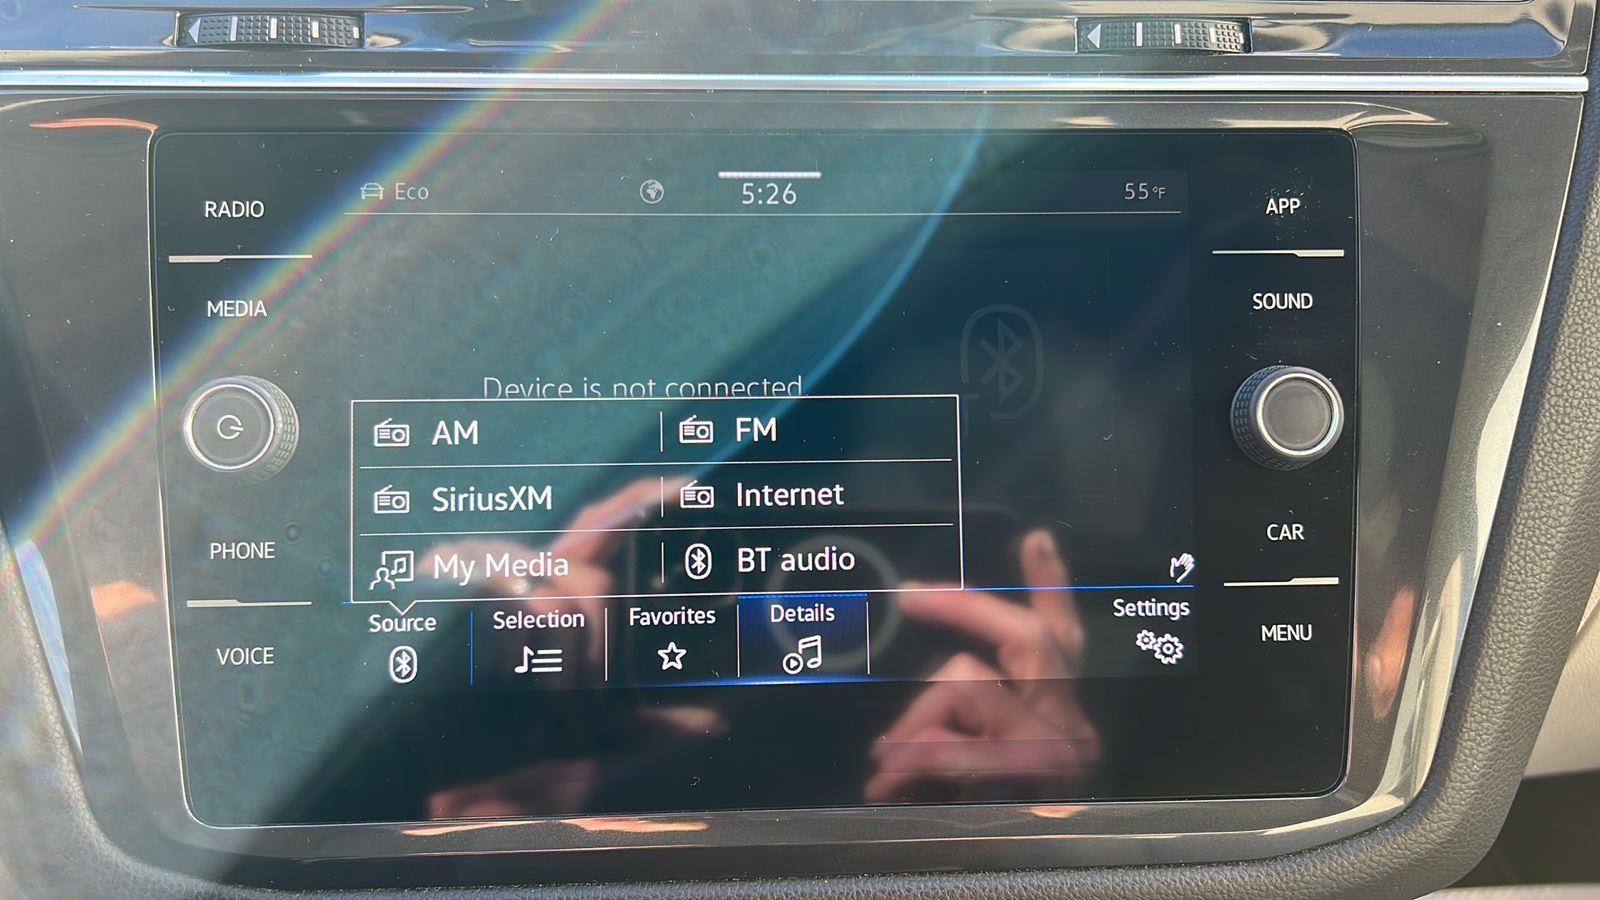 RADIO
MEDIA
PHONE
VOICE
Eco
5:26
55°F
Device is not connected.
AM
FM
SiriusXM
Internet
My Media
BT audio
Source
Selection
Favorites
Details
Settings
APP
SOUND
CAR
MENU